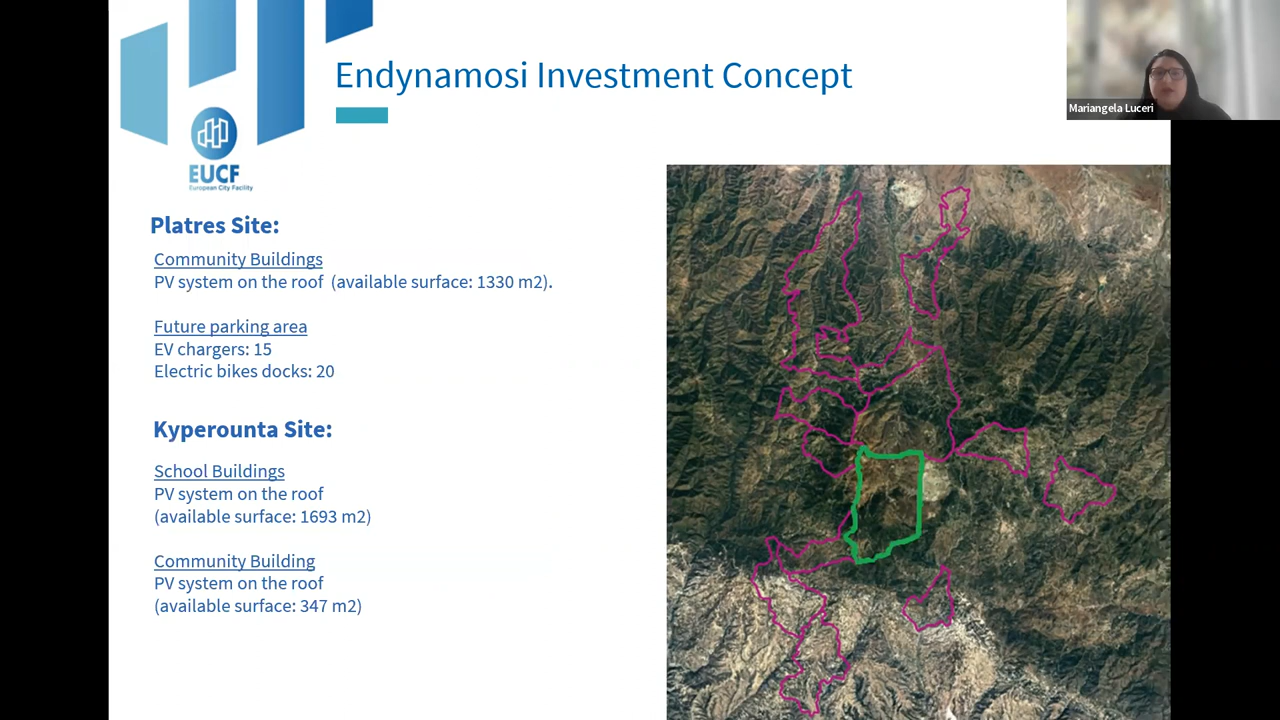 Endynamosi Investment Concept
Mariangela Luceri
EUCF
European City Facility
Platres Site:
Community Buildings
PV system on the roof (available surface: 1330 m2).
Future parking area
EV chargers: 15
Electric bikes docks: 20
Kyperounta Site:
School Buildings
PV system on the roof
(available surface: 1693 m2)
Community Building
PV system on the roof
(available surface: 347 m2)